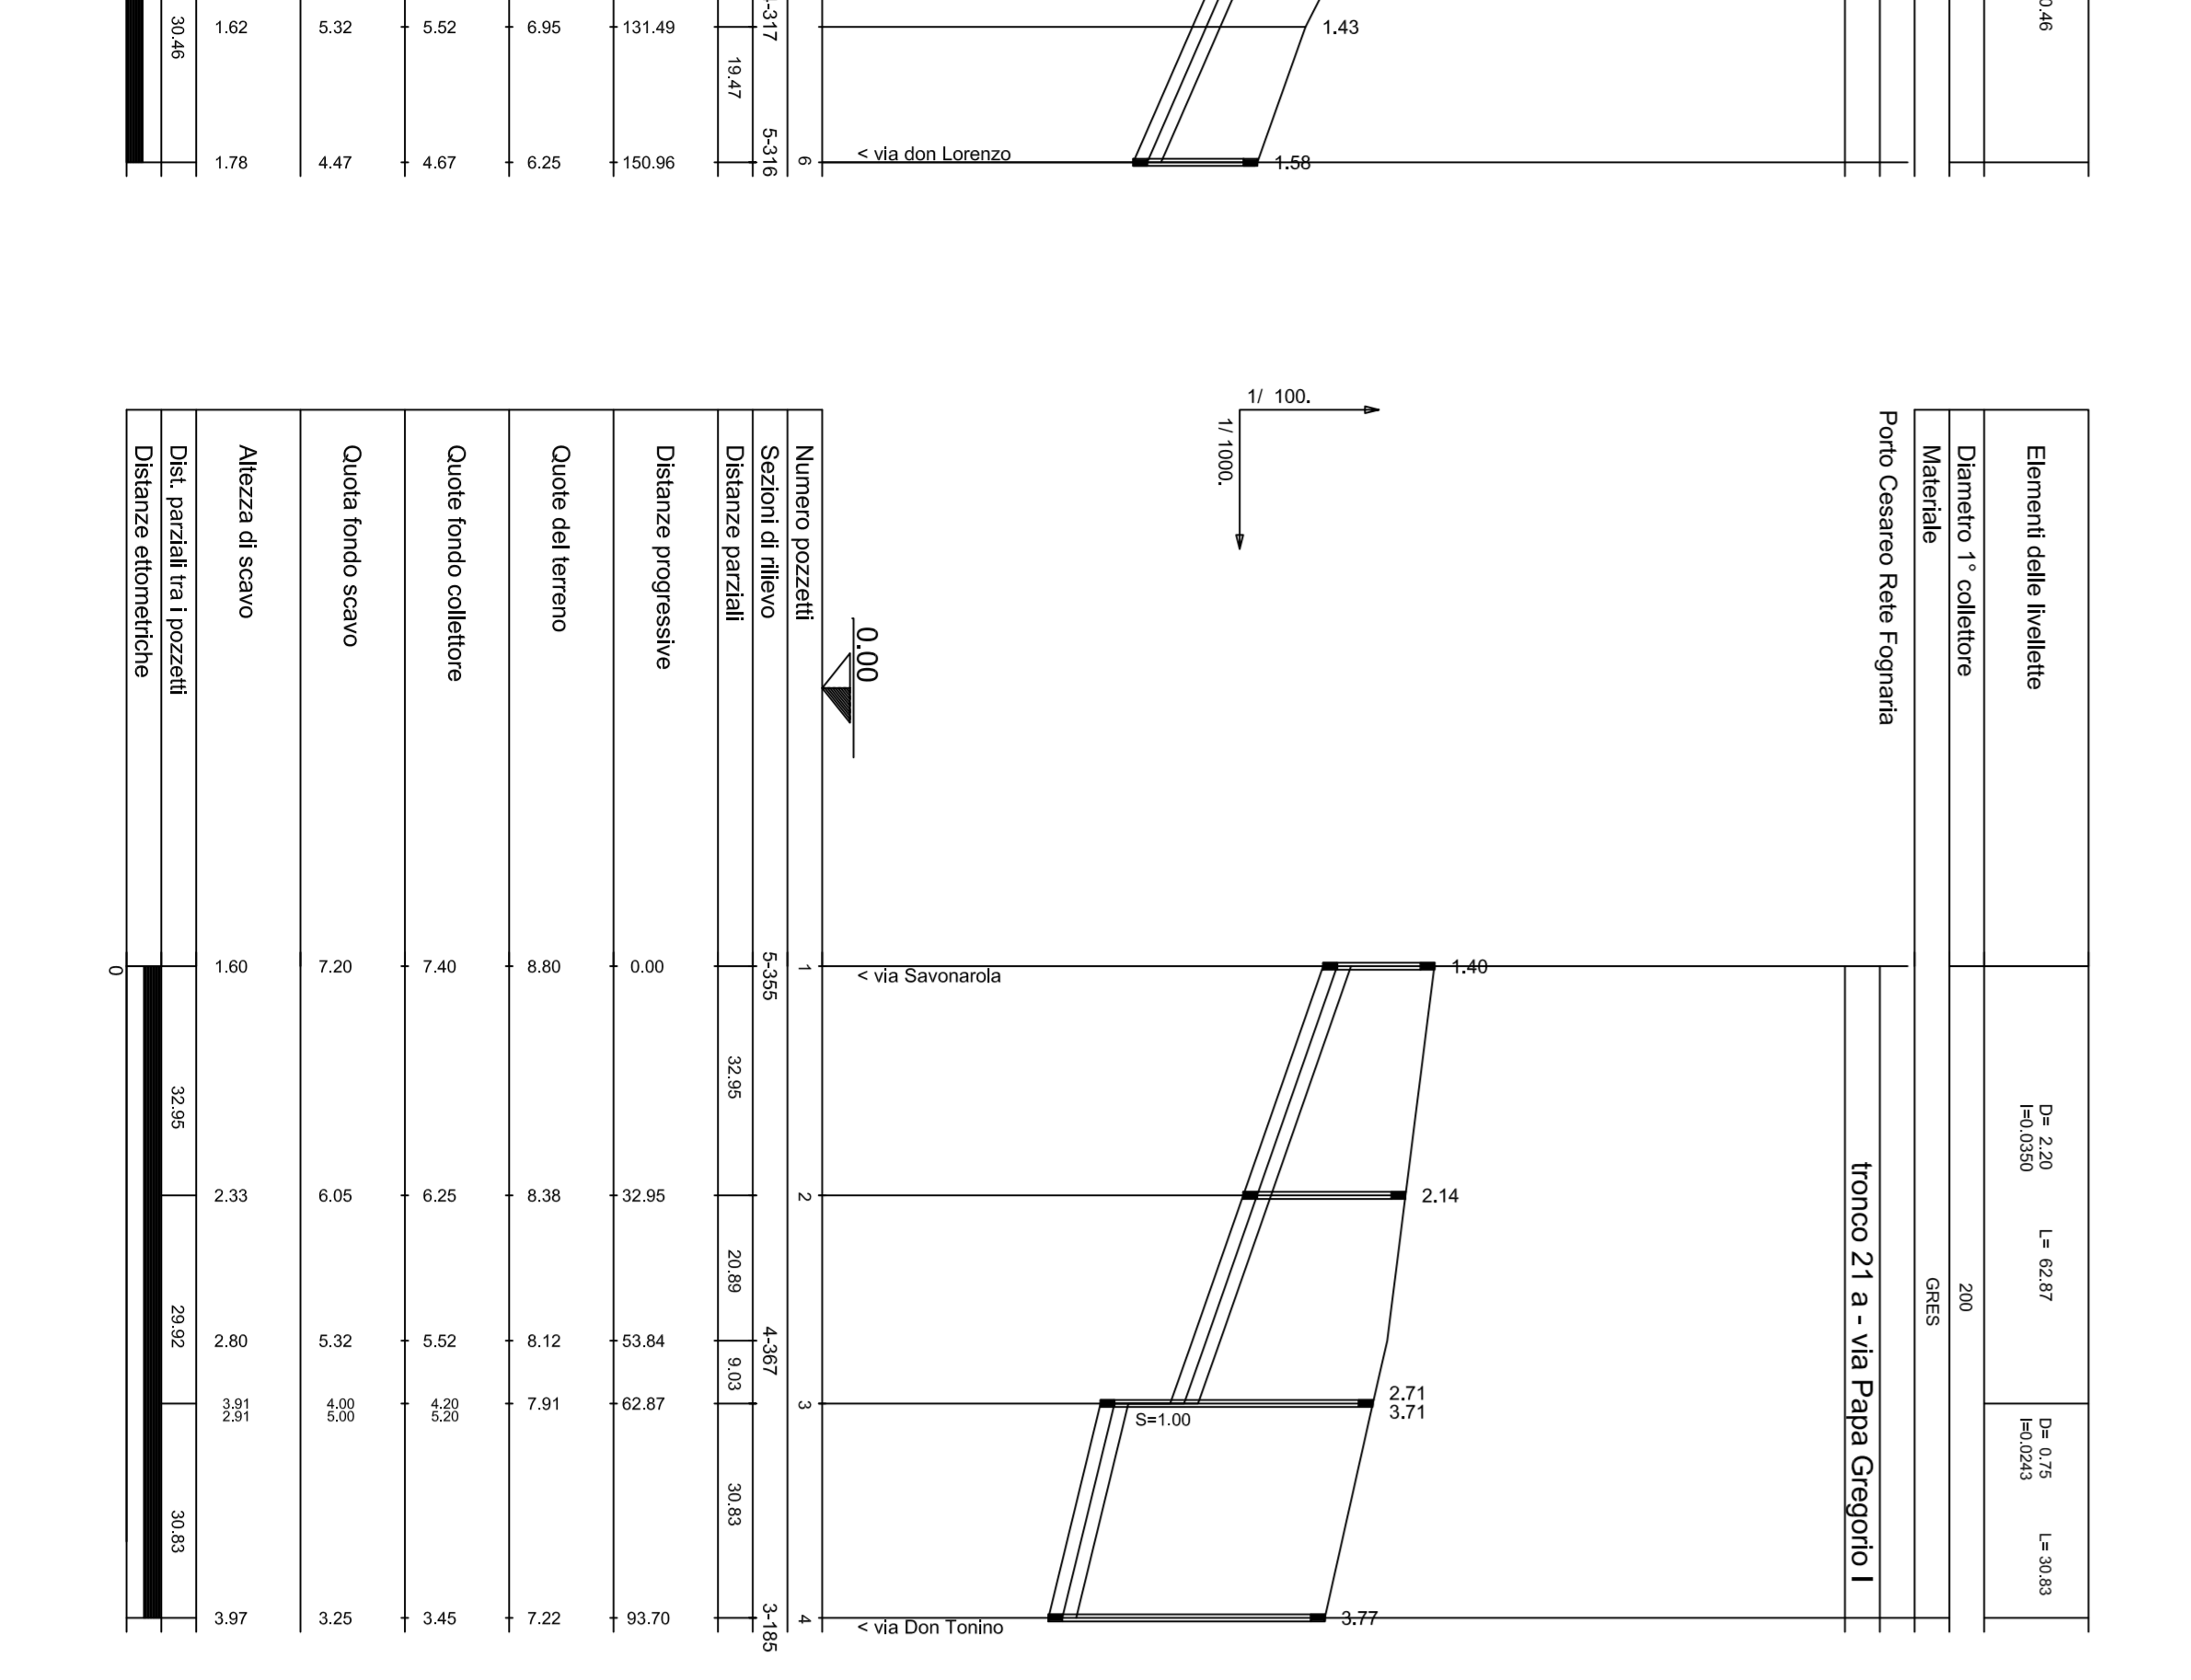 30.46
1.62 5.32 5.52 6.95 131.49
-317
1.43
0.46
19.47
1.78 4.47 4.67 6.25 150.96
5-316
6
< via don Lorenzo
1.58
1/ 100.
1/ 1000.
Elementi delle livellette
Diametro 1° collettore
Materiale
Porto Cesareo Rete Fognaria
0.00
Numero pozzetti
Sezioni di rilievo
Distanze parziali
Distanze progressive
Quote del terreno
Quote fondo collettore
Quota fondo scavo
Altezza di scavo
Dist. parziali tra i pozzetti
Distanze ettometriche
0
1.60 7.20 7.40 8.80 0.00
5-355
1
< via Savonarola
1.40
32.95
32.95
2.33 6.05 6.25 8.38 32.95
2
2.14
D= 2.20 L= 62.87
I=0.0350
200
GRES
tronco 21 a - via Papa Gregorio I
29.92
20.89
2.80 5.32 5.52 8.12 53.84
4-367
9.03
3.91 4.00 4.20
2.91 5.00 5.20
7.91 62.87
3
S=1.00
2.71
3.71
D= 0.75 L= 30.83
I=0.0243
30.83
30.83
3.97 3.25 3.45 7.22 93.70
3-185
4
< via Don Tonino
3.77